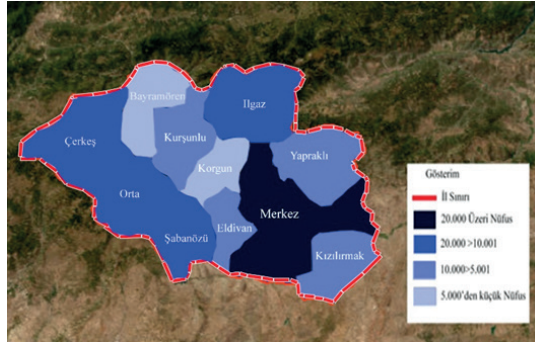 Bayramören
Ilgaz
Çerkeş
Kurşunlu
Yapraklı
Korgun
Orta
Merkez
Eldivan
Şabanözü
Kızılırmak
Gösterim
İl Sınırı
20.000 Üzeri Nüfus
20.000 >10.001
10.000>5.001
5.000'den küçük Nüfus